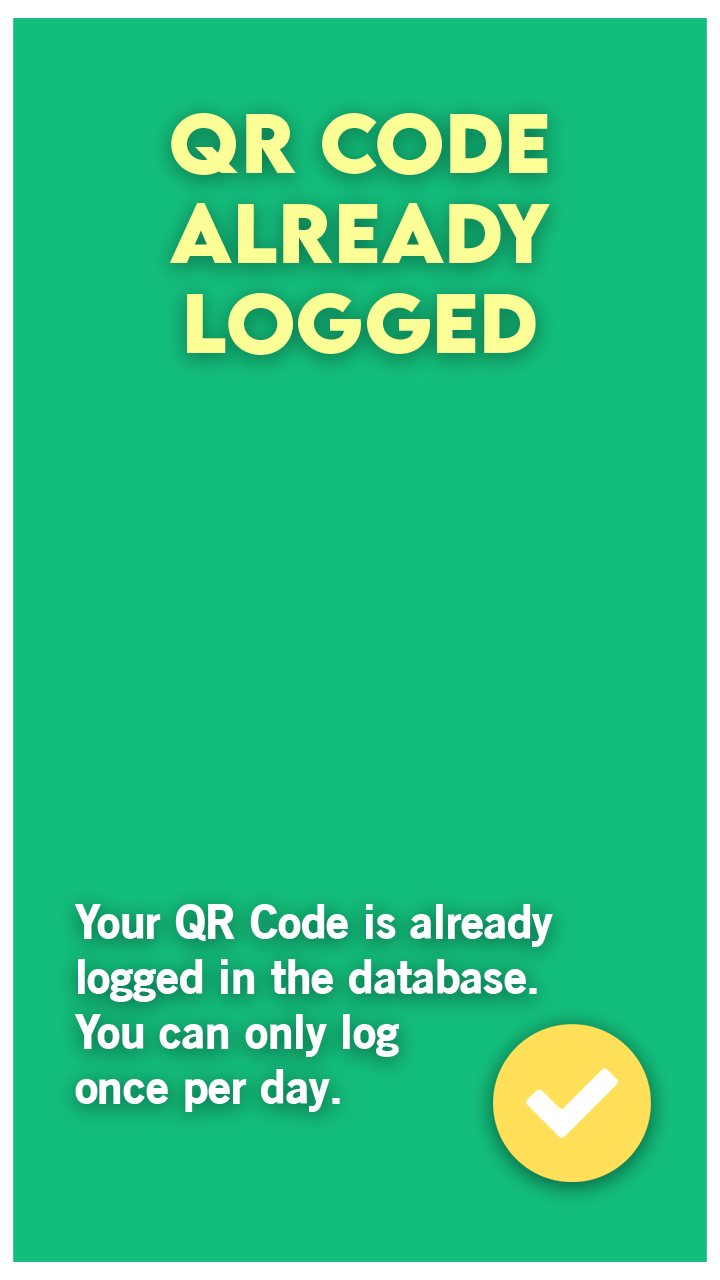 QR CODE
ALREADY
LOGGED
Your QR Code is already
logged in the database.
You can only log
once per day.